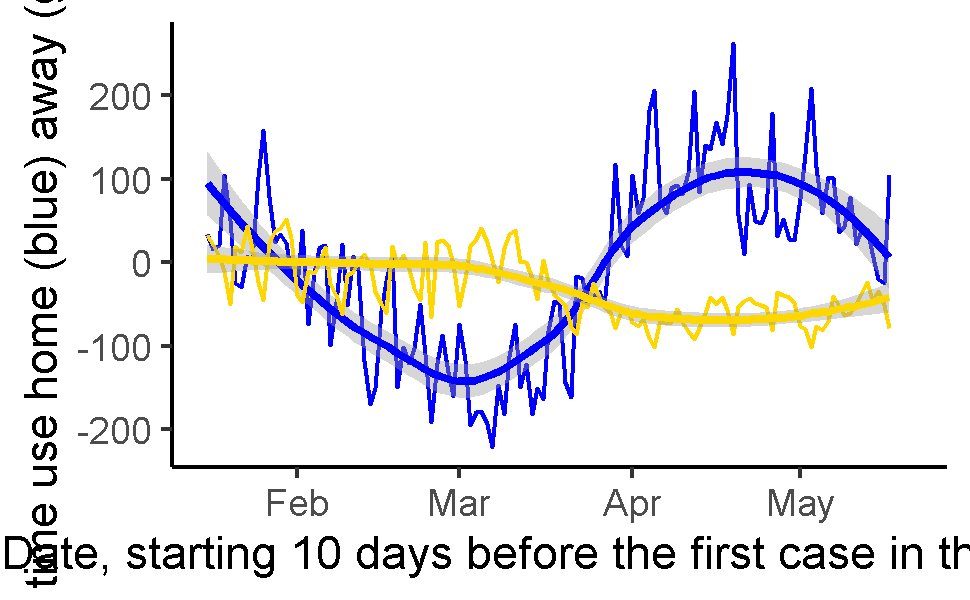 time use home (blue) away (
200
100
0
-100
-200
Feb Mar Apr May
Date, starting 10 days before the first case in th